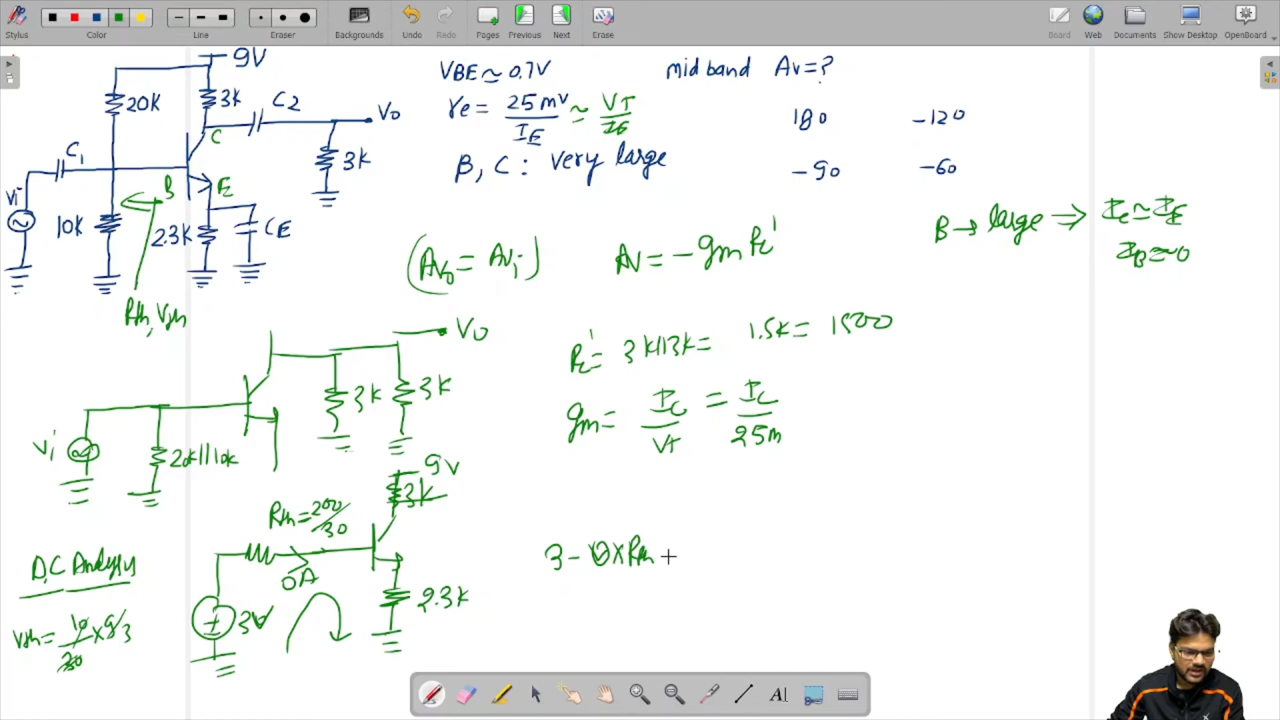 Stylus
Color
Line
Eraser
Backgrounds
Undo
Redo
Pages
Previous
Next
Erase
Board
Web
Documents
Show Desktop
OpenBoard
9V
20K
3K
C2
Vo
C
C1
3K
Vi
B
E
10K
2.3K
CE
Rth, Vth
VBE ≃ 0.7V
mid band Av = ?
re = 25mV / IE ≃ VT / IE
180
-120
B, C : very large
-90
-60
B → large ⇒ IC ≃ IE
IB ≃ 0
(AVo = AVi)
AV = -gm RC'
Vo
RC' = 3K||3K = 1.5K = 1500
3K
3K
gm = IC / VT = IC / 25m
Vi
20K||10K
9V
3K
Rth = 200 / 30
D.C Analysis
0A
3 - 0 × Rth +
2.3K
3V
Vth = 10 / 30 × 9 / 3